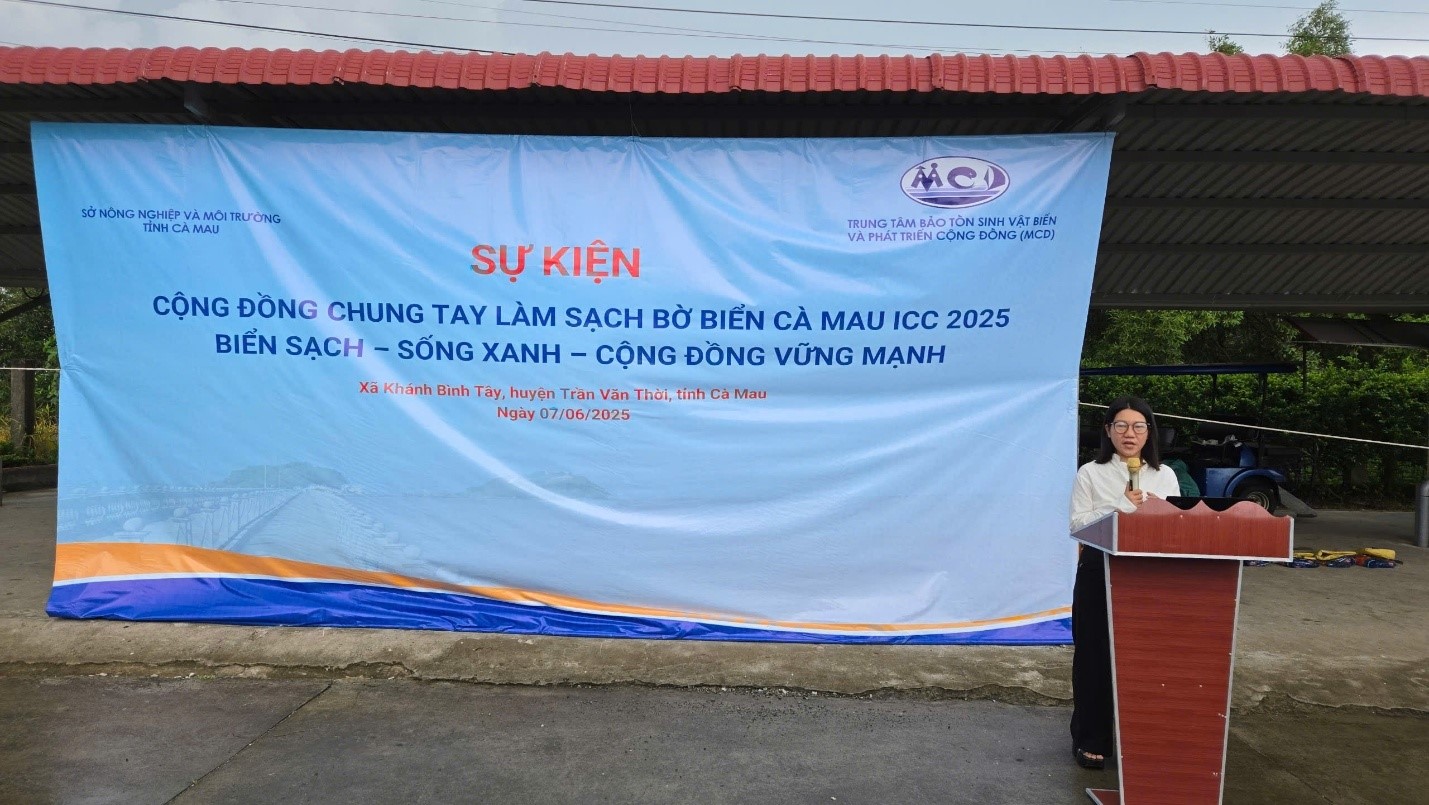 SỞ NÔNG NGHIỆP VÀ MÔI TRƯỜNG
TỈNH CÀ MAU
MCD
TRUNG TÂM BẢO TỒN SINH VẬT BIỂN
VÀ PHÁT TRIỂN CỘNG ĐỒNG (MCD)
SỰ KIỆN
CỘNG ĐỒNG CHUNG TAY LÀM SẠCH BỜ BIỂN CÀ MAU ICC 2025
BIỂN SẠCH – SỐNG XANH – CỘNG ĐỒNG VỮNG MẠNH
Xã Khánh Bình Tây, huyện Trần Văn Thời, tỉnh Cà Mau
Ngày 07/06/2025